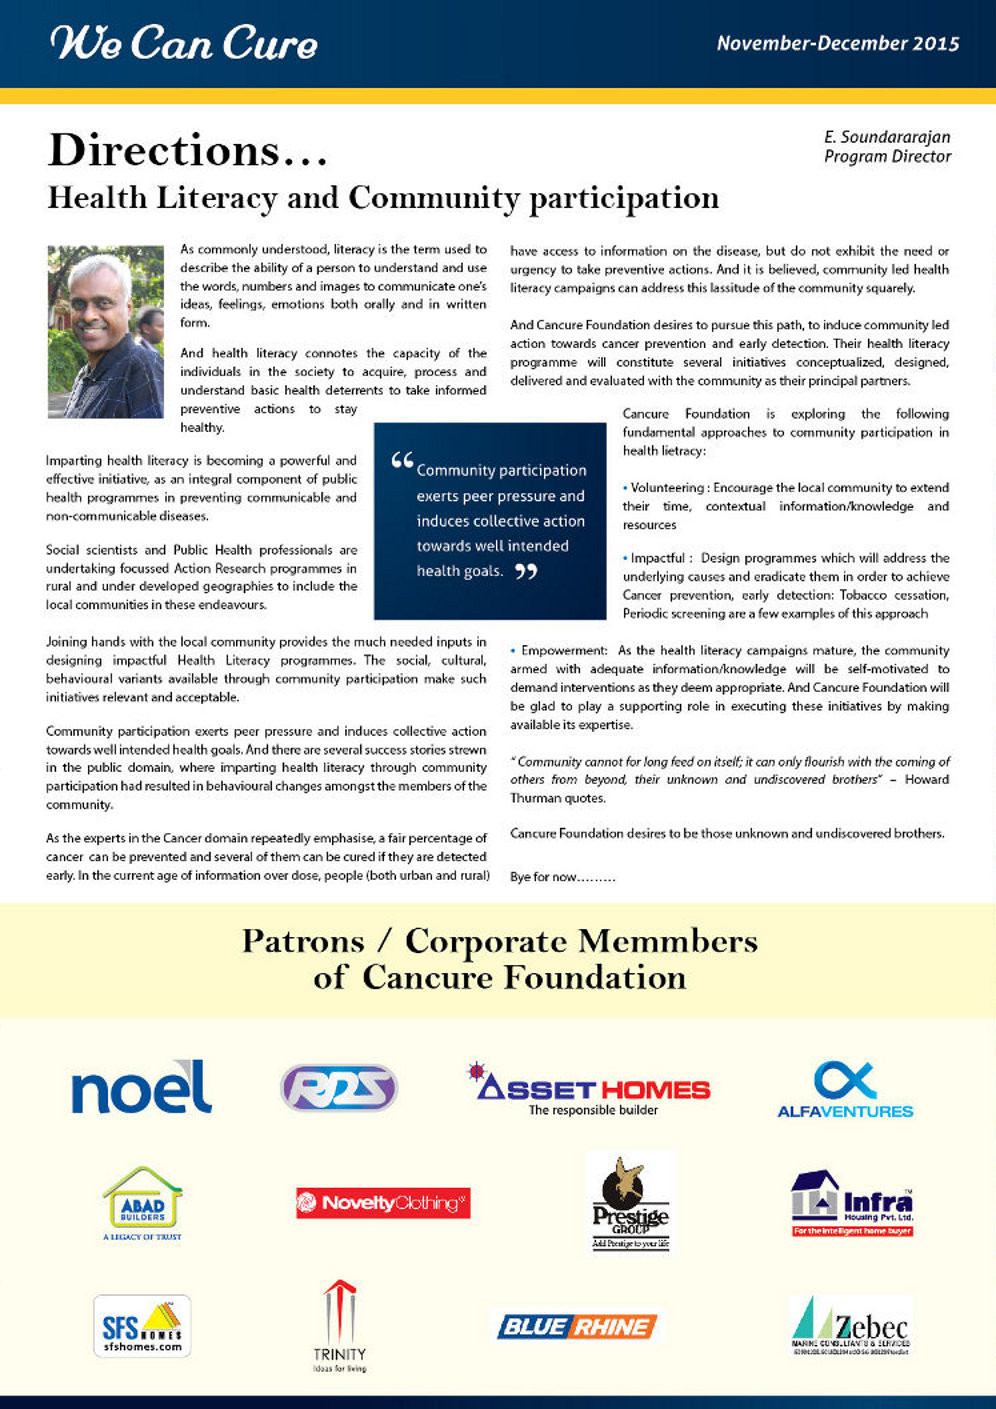 We Can Cure
November-December 2015
Directions...
E. Soundararajan
Program Director
Health Literacy and Community participation
As commonly understood, literacy is the term used to
describe the ability of a person to understand and use
the words, numbers and images to communicate one's
ideas, feelings, emotions both orally and in written
form.
And health literacy connotes the capacity of the
individuals in the society to acquire, process and
understand basic health deterrents to take informed
preventive actions to stay
healthy.
Imparting health literacy is becoming a powerful and
effective initiative, as an integral component of public
health programmes in preventing communicable and
non-communicable diseases.
Social scientists and Public Health professionals are
undertaking focussed Action Research programmes in
rural and under developed geographies to include the
local communities in these endeavours.
Joining hands with the local community provides the much needed inputs in
designing impactful Health Literacy programmes. The social, cultural,
behavioural variants available through community participation make such
initiatives relevant and acceptable.
Community participation exerts peer pressure and induces collective action
towards well intended health goals. And there are several success stories strewn
in the public domain, where imparting health literacy through community
participation had resulted in behavioural changes amongst the members of the
community.
As the experts in the Cancer domain repeatedly emphasise, a fair percentage of
cancer can be prevented and several of them can be cured if they are detected
early. In the current age of information over dose, people (both urban and rural)
“ Community participation
exerts peer pressure and
induces collective action
towards well intended
health goals. ”
have access to information on the disease, but do not exhibit the need or
urgency to take preventive actions. And it is believed, community led health
literacy campaigns can address this lassitude of the community squarely.
And Cancure Foundation desires to pursue this path, to induce community led
action towards cancer prevention and early detection. Their health literacy
programme will constitute several initiatives conceptualized, designed,
delivered and evaluated with the community as their principal partners.
Cancure Foundation is exploring the following
fundamental approaches to community participation in
health lietracy:
• Volunteering : Encourage the local community to extend
their time, contextual information/knowledge and
resources
• Impactful : Design programmes which will address the
underlying causes and eradicate them in order to achieve
Cancer prevention, early detection: Tobacco cessation,
Periodic screening are a few examples of this approach
• Empowerment: As the health literacy campaigns mature, the community
armed with adequate information/knowledge will be self-motivated to
demand interventions as they deem appropriate. And Cancure Foundation will
be glad to play a supporting role in executing these initiatives by making
available its expertise.
" Community cannot for long feed on itself; it can only flourish with the coming of
others from beyond, their unknown and undiscovered brothers" – Howard
Thurman quotes.
Cancure Foundation desires to be those unknown and undiscovered brothers.
Bye for now.........
Patrons / Corporate Memmbers
of Cancure Foundation
noel
RDS
ASSET HOMES
The responsible builder
ALFAVENTURES
ABAD
BUILDERS
A LEGACY OF TRUST
NoveltyClothing
Prestige
GROUP
Add Prestige to your life
Infra
TM
Housing Pvt. Ltd.
For the intelligent home buyer
SFS HOMES
sfshomes.com
TRINITY
Ideas for living
BLUE RHINE
Zebec
MARINE CONSULTANTS & SERVICES